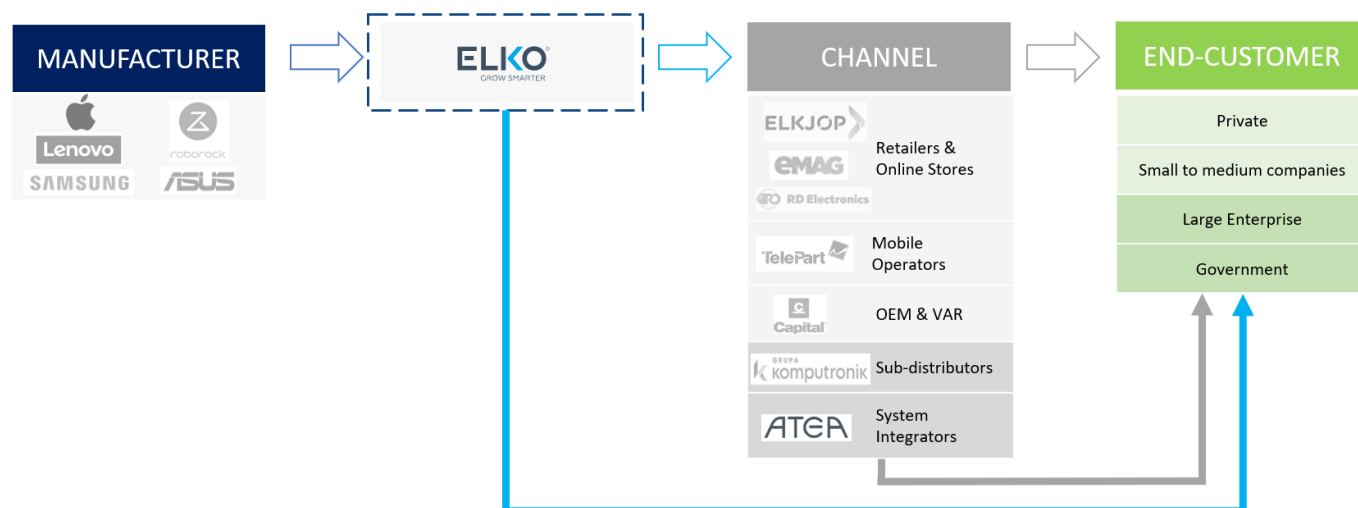 MANUFACTURER
Lenovo
roborock
SAMSUNG
ASUS
ELKO
GROW SMARTER
CHANNEL
ELKJOP
eMAG
RD Electronics
Retailers &
Online Stores
TelePart
Mobile
Operators
C
Capital
OEM & VAR
GRUPA
komputronik
Sub-distributors
ATEA
System
Integrators
END-CUSTOMER
Private
Small to medium companies
Large Enterprise
Government